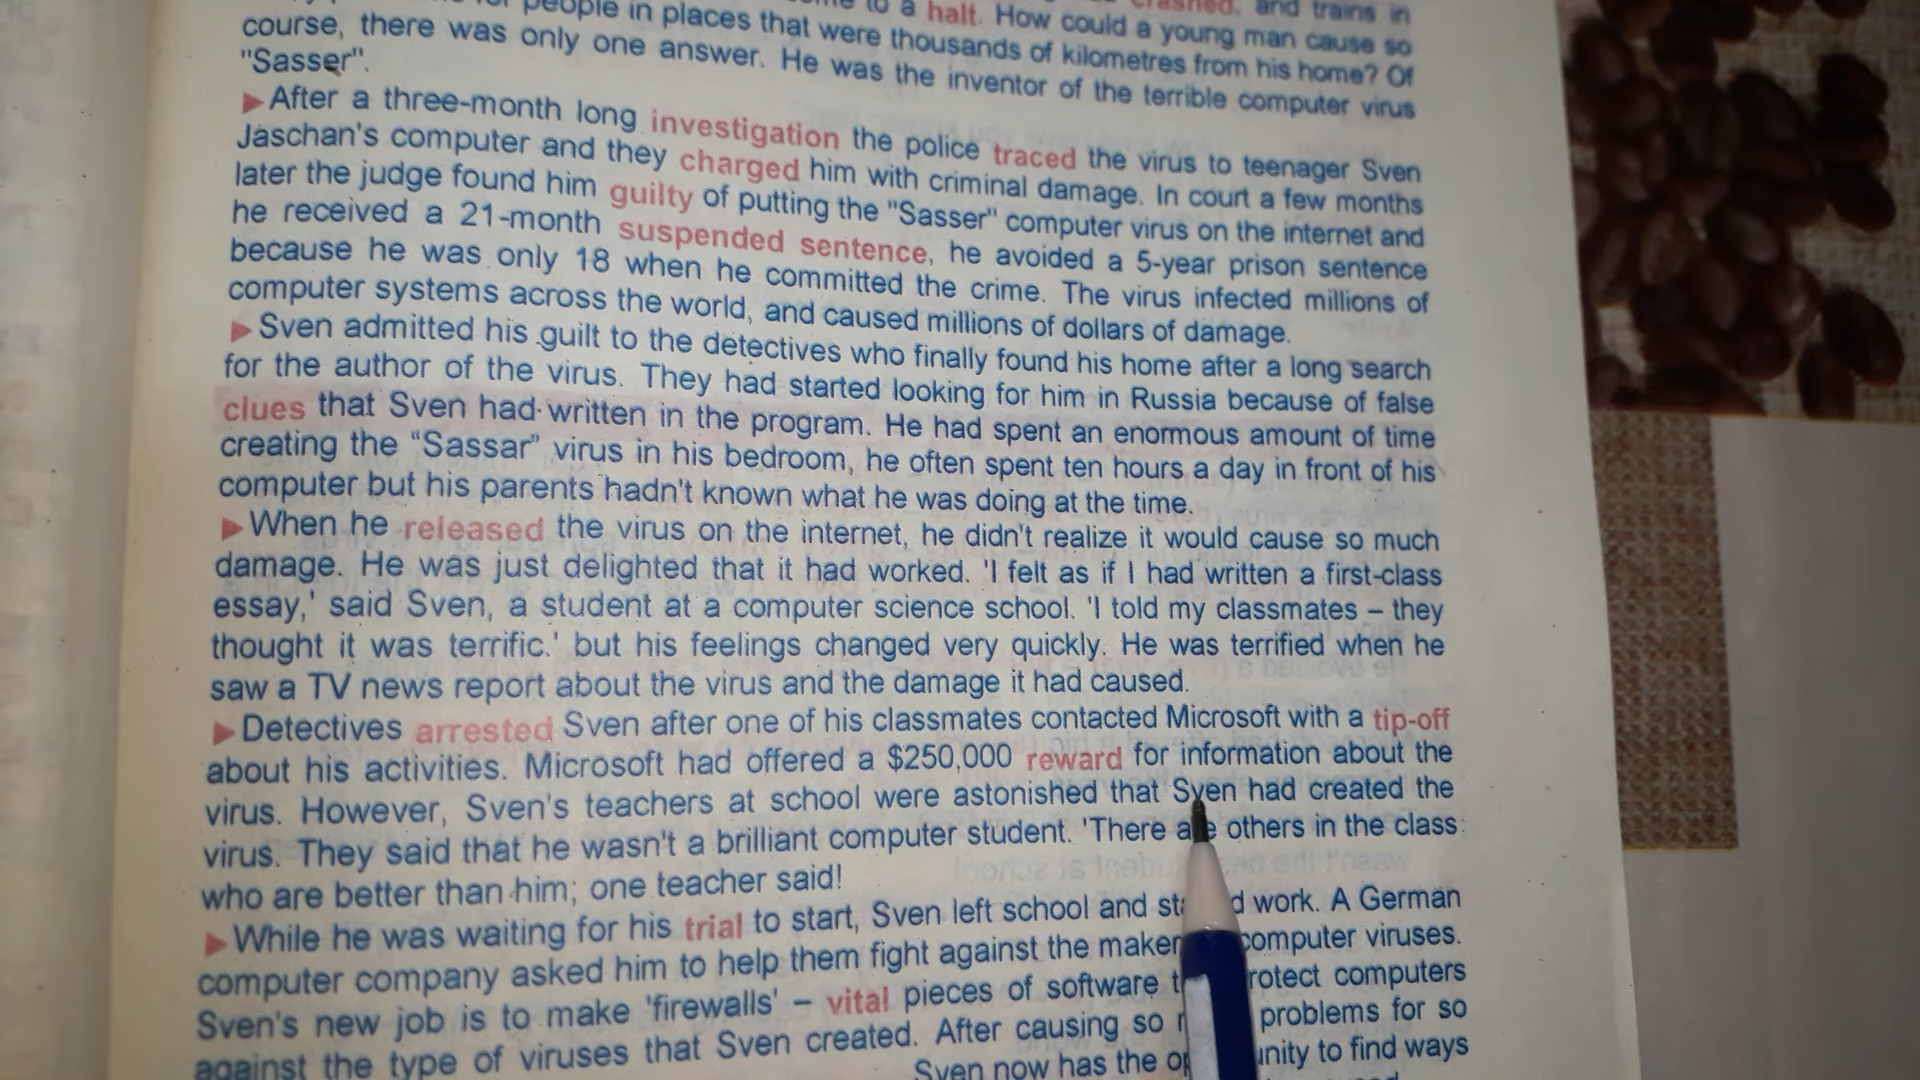 for people in places that were thousands of kilometres from his home? Of
to a halt. How could a young man cause so
crashed, and trains in
course, there was only one answer. He was the inventor of the terrible computer virus
"Sasser".
▶After a three-month long investigation the police traced the virus to teenager Sven
Jaschan's computer and they charged him with criminal damage. In court a few months
later the judge found him guilty of putting the "Sasser" computer virus on the internet and
he received a 21-month suspended sentence, he avoided a 5-year prison sentence
because he was only 18 when he committed the crime. The virus infected millions of
computer systems across the world, and caused millions of dollars of damage.
▶Sven admitted his guilt to the detectives who finally found his home after a long search
for the author of the virus. They had started looking for him in Russia because of false
clues that Sven had written in the program. He had spent an enormous amount of time
creating the “Sassar” virus in his bedroom, he often spent ten hours a day in front of his
computer but his parents hadn't known what he was doing at the time.
▶When he released the virus on the internet, he didn't realize it would cause so much
damage. He was just delighted that it had worked. 'I felt as if I had written a first-class
essay,' said Sven, a student at a computer science school. 'I told my classmates – they
thought it was terrific.' but his feelings changed very quickly. He was terrified when he
saw a TV news report about the virus and the damage it had caused.
▶Detectives arrested Sven after one of his classmates contacted Microsoft with a tip-off
about his activities. Microsoft had offered a $250,000 reward for information about the
virus. However, Sven's teachers at school were astonished that Sven had created the
virus. They said that he wasn't a brilliant computer student. 'There are others in the class
who are better than him; one teacher said!
▶While he was waiting for his trial to start, Sven left school and work. A German
computer company asked him to help them fight against the computer viruses.
Sven's new job is to make 'firewalls' – vital pieces of software computers
against the type of viruses that Sven created. After causing so problems for so
Sven now has the to find ways